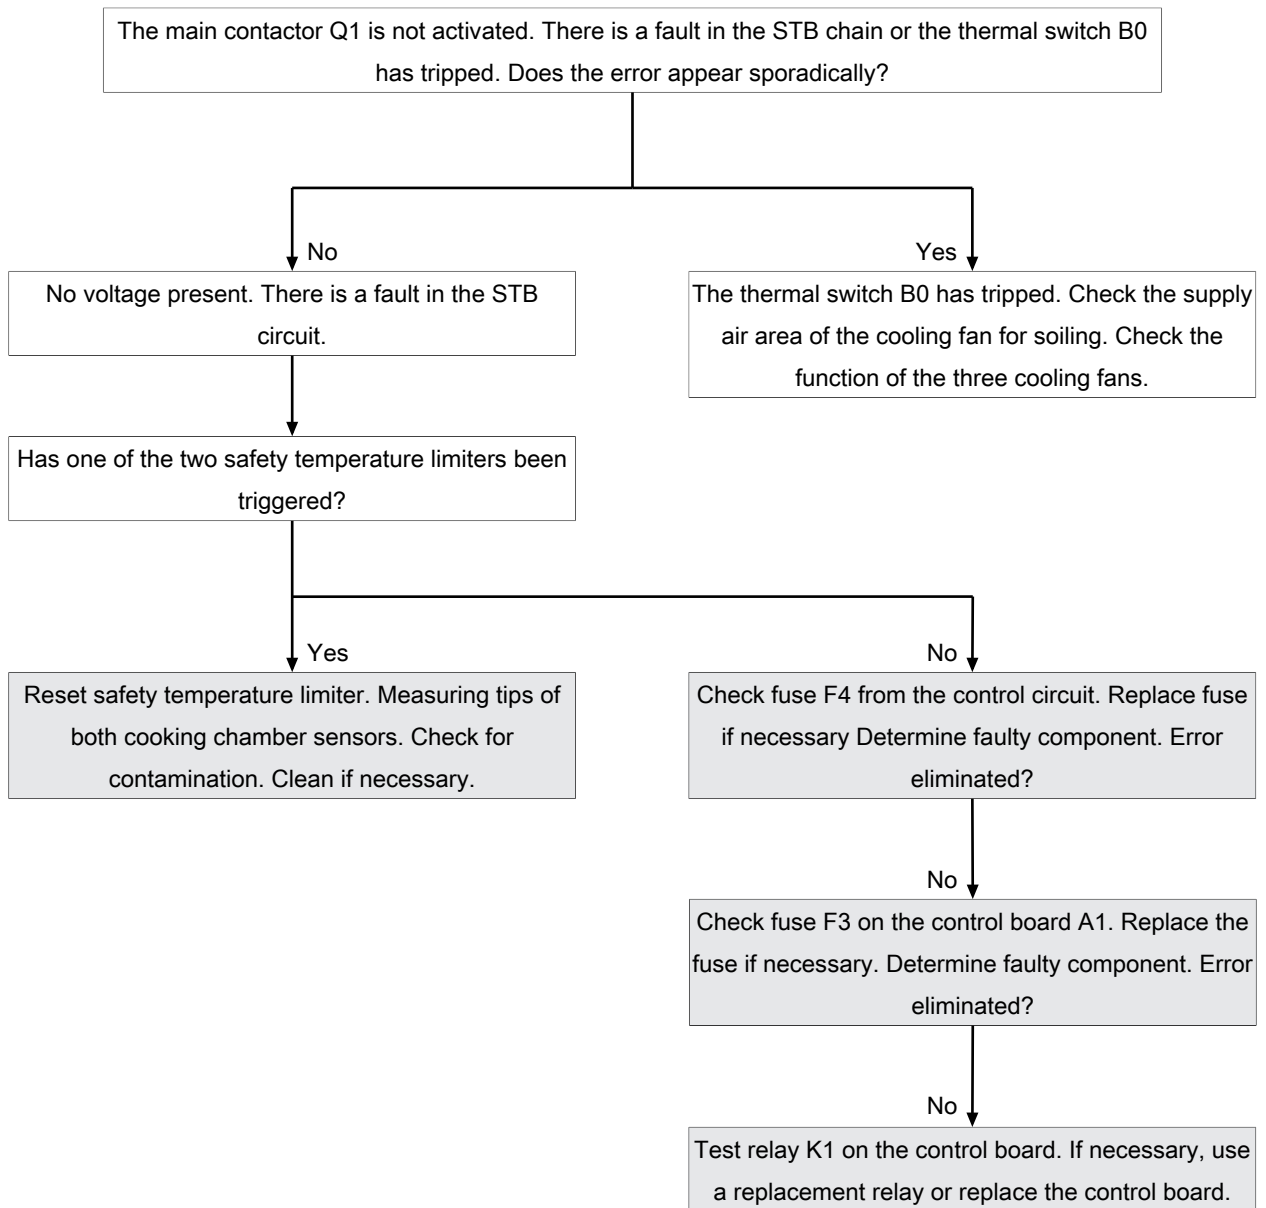 The main contactor Q1 is not activated. There is a fault in the STB chain or the thermal switch B0
has tripped. Does the error appear sporadically?
No
Yes
No voltage present. There is a fault in the STB
circuit.
The thermal switch B0 has tripped. Check the supply
air area of the cooling fan for soiling. Check the
function of the three cooling fans.
Has one of the two safety temperature limiters been
triggered?
Yes
No
Reset safety temperature limiter. Measuring tips of
both cooking chamber sensors. Check for
contamination. Clean if necessary.
Check fuse F4 from the control circuit. Replace fuse
if necessary Determine faulty component. Error
eliminated?
No
Check fuse F3 on the control board A1. Replace the
fuse if necessary. Determine faulty component. Error
eliminated?
No
Test relay K1 on the control board. If necessary, use
a replacement relay or replace the control board.